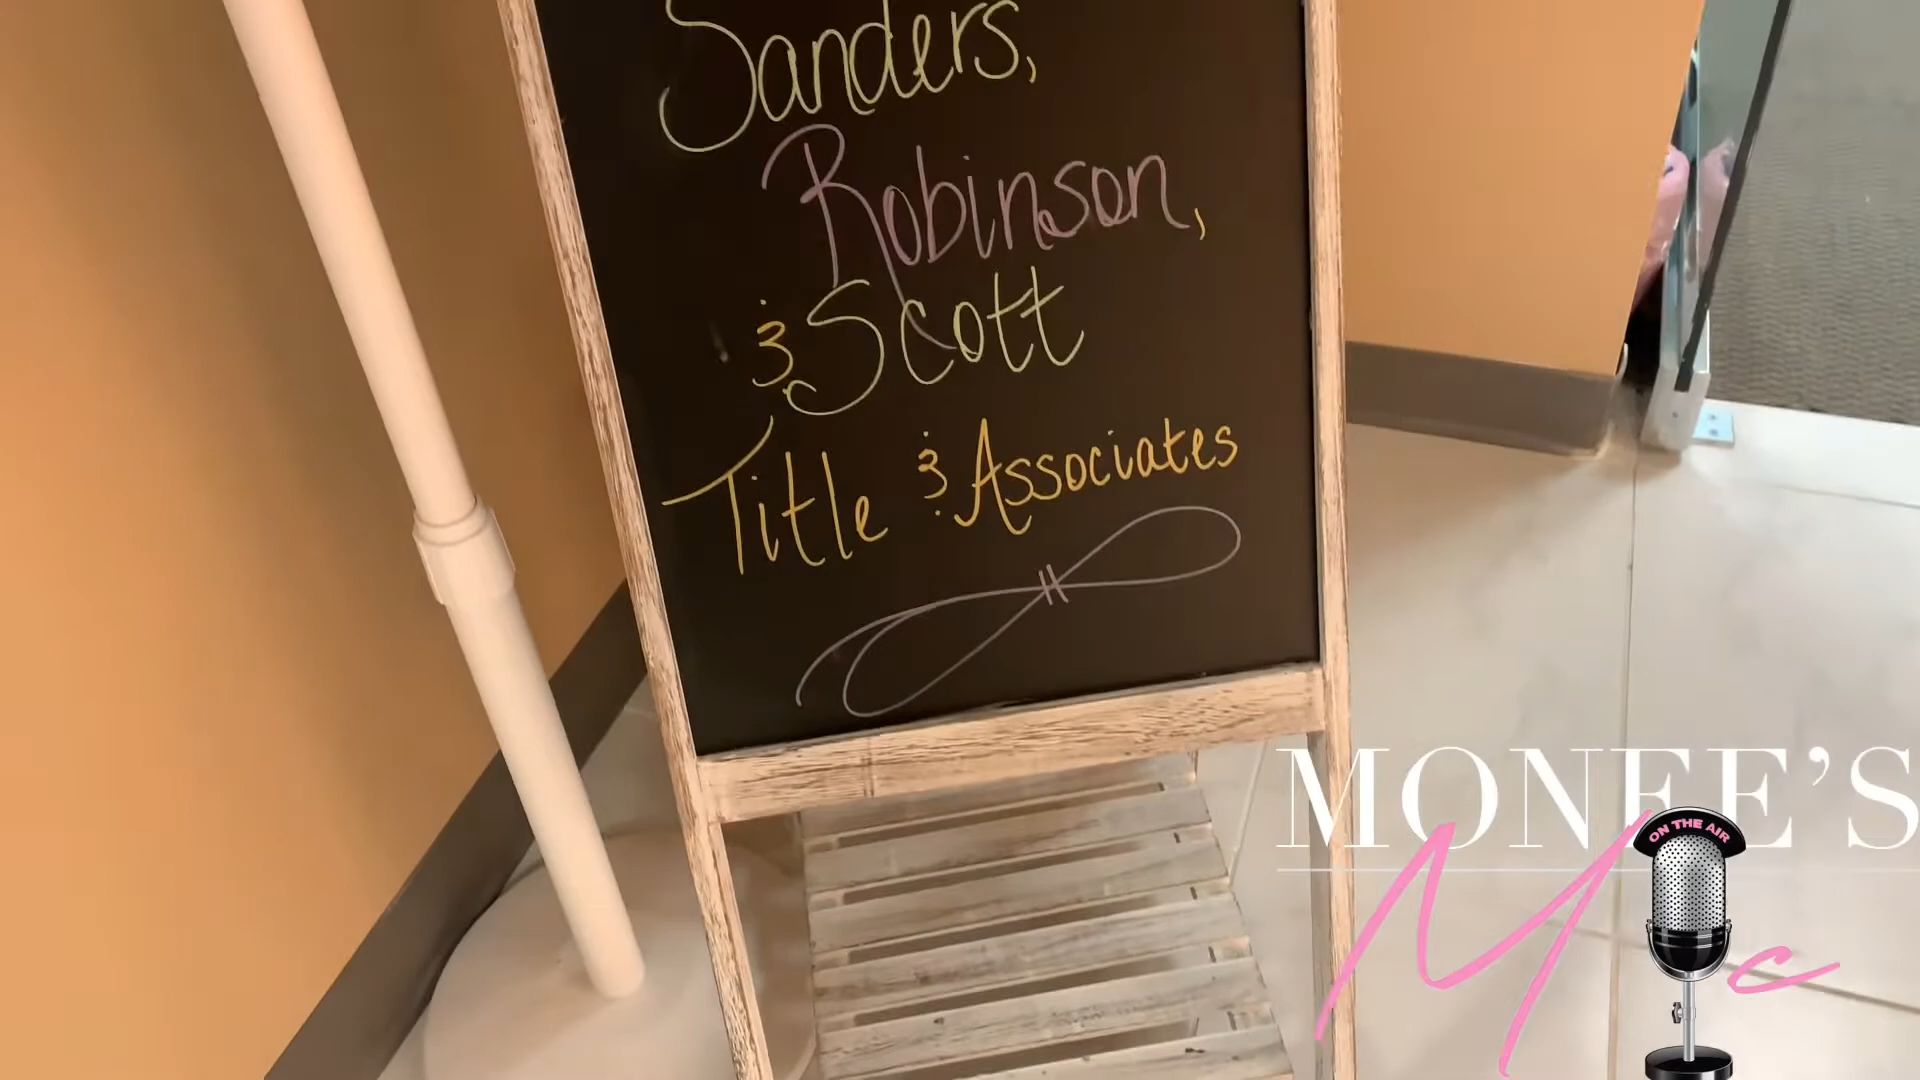 Sanders,
Robinson,
& Scott
Title & Associates
MONEE'S
ON THE AIR
Mic